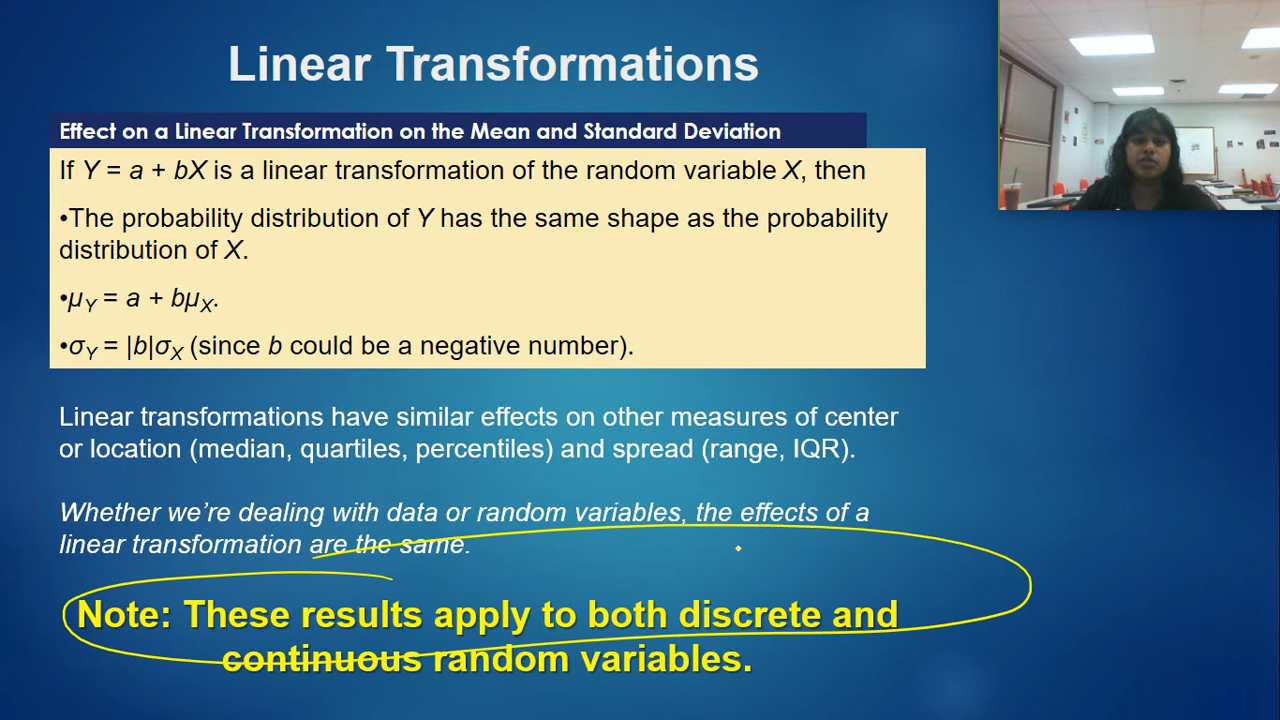 Linear Transformations
Effect on a Linear Transformation on the Mean and Standard Deviation
If Y = a + bX is a linear transformation of the random variable X, then
•The probability distribution of Y has the same shape as the probability
distribution of X.
•μY = a + bμX.
•σY = |b|σX (since b could be a negative number).
Linear transformations have similar effects on other measures of center
or location (median, quartiles, percentiles) and spread (range, IQR).
Whether we’re dealing with data or random variables, the effects of a
linear transformation are the same.
Note: These results apply to both discrete and
continuous random variables.